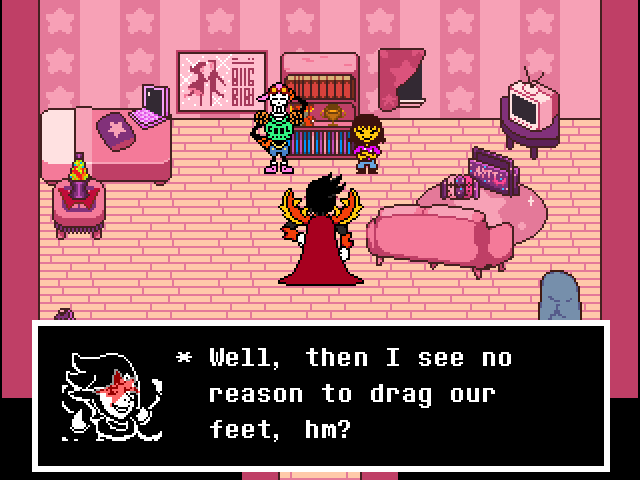 * Well, then I see no
reason to drag our
feet, hm?